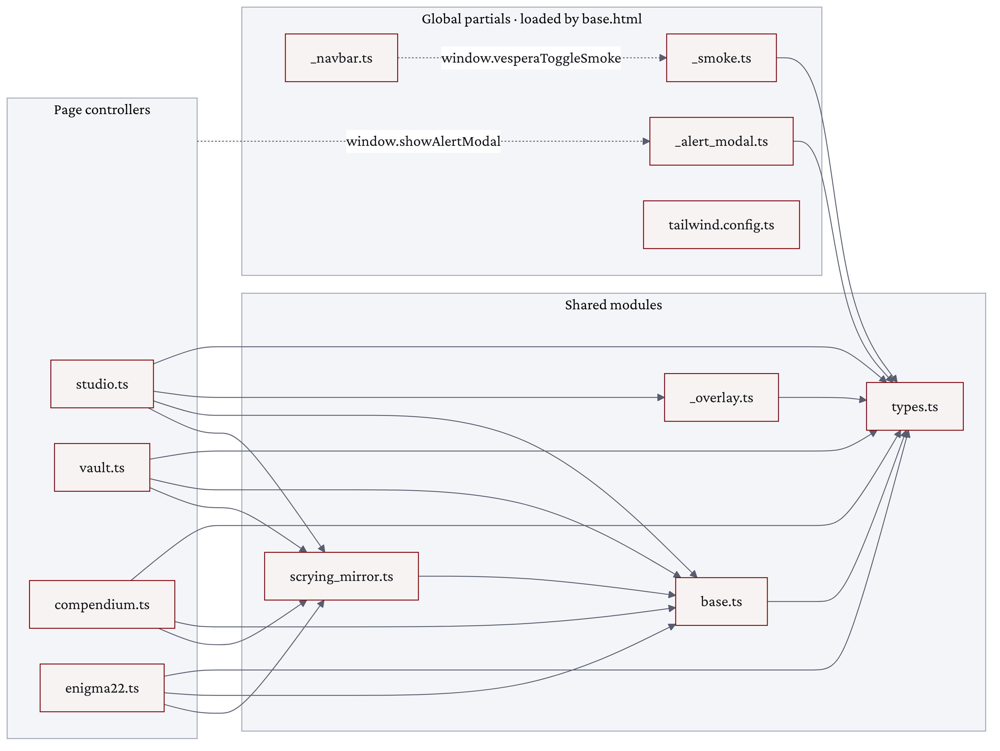 Global partials · loaded by base.html
_navbar.ts
window.vesperaToggleSmoke
_smoke.ts
Page controllers
window.showAlertModal
_alert_modal.ts
tailwind.config.ts
Shared modules
studio.ts
_overlay.ts
types.ts
vault.ts
scrying_mirror.ts
base.ts
compendium.ts
enigma22.ts